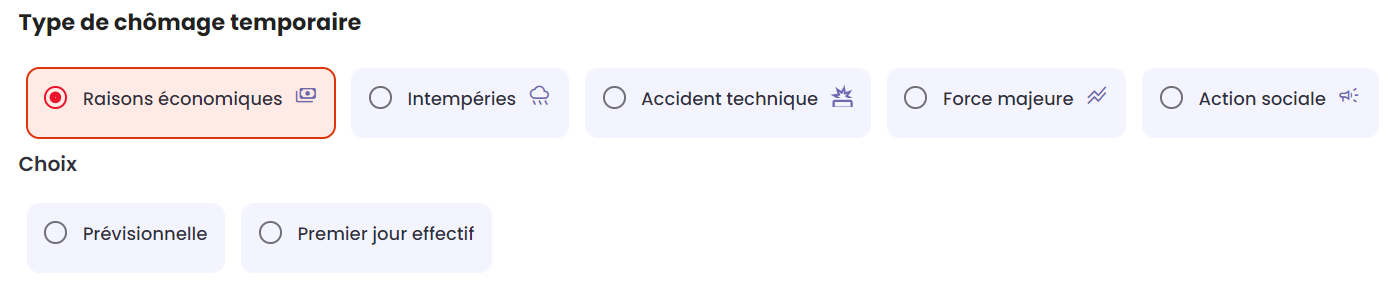 Type de chômage temporaire
Raisons économiques Intempéries Accident technique Force majeure Action sociale
Choix
Prévisionnelle Premier jour effectif